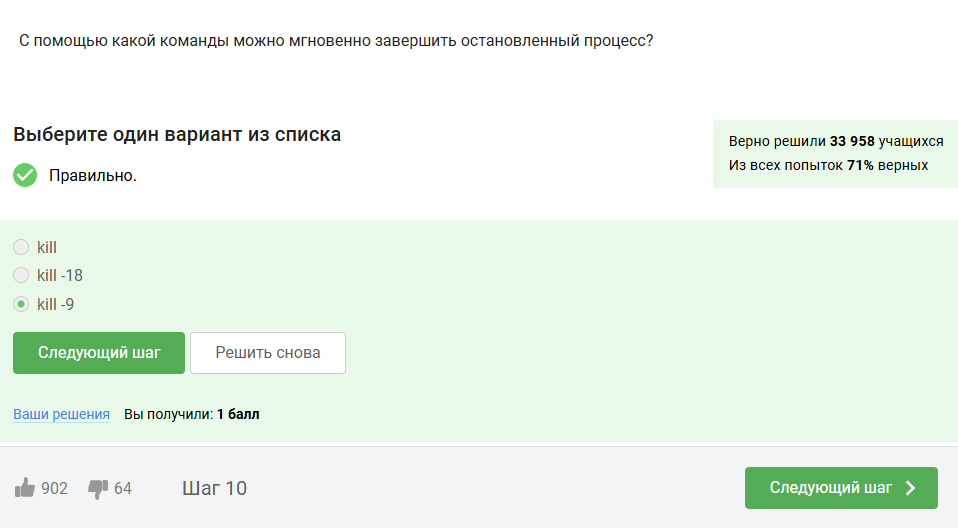 С помощью какой команды можно мгновенно завершить остановленный процесс?
Выберите один вариант из списка
Верно решили 33 958 учащихся
Из всех попыток 71% верных
Правильно.
kill
kill -18
kill -9
Следующий шаг
Решить снова
Ваши решения
Вы получили: 1 балл
902
64
Шаг 10
Следующий шаг